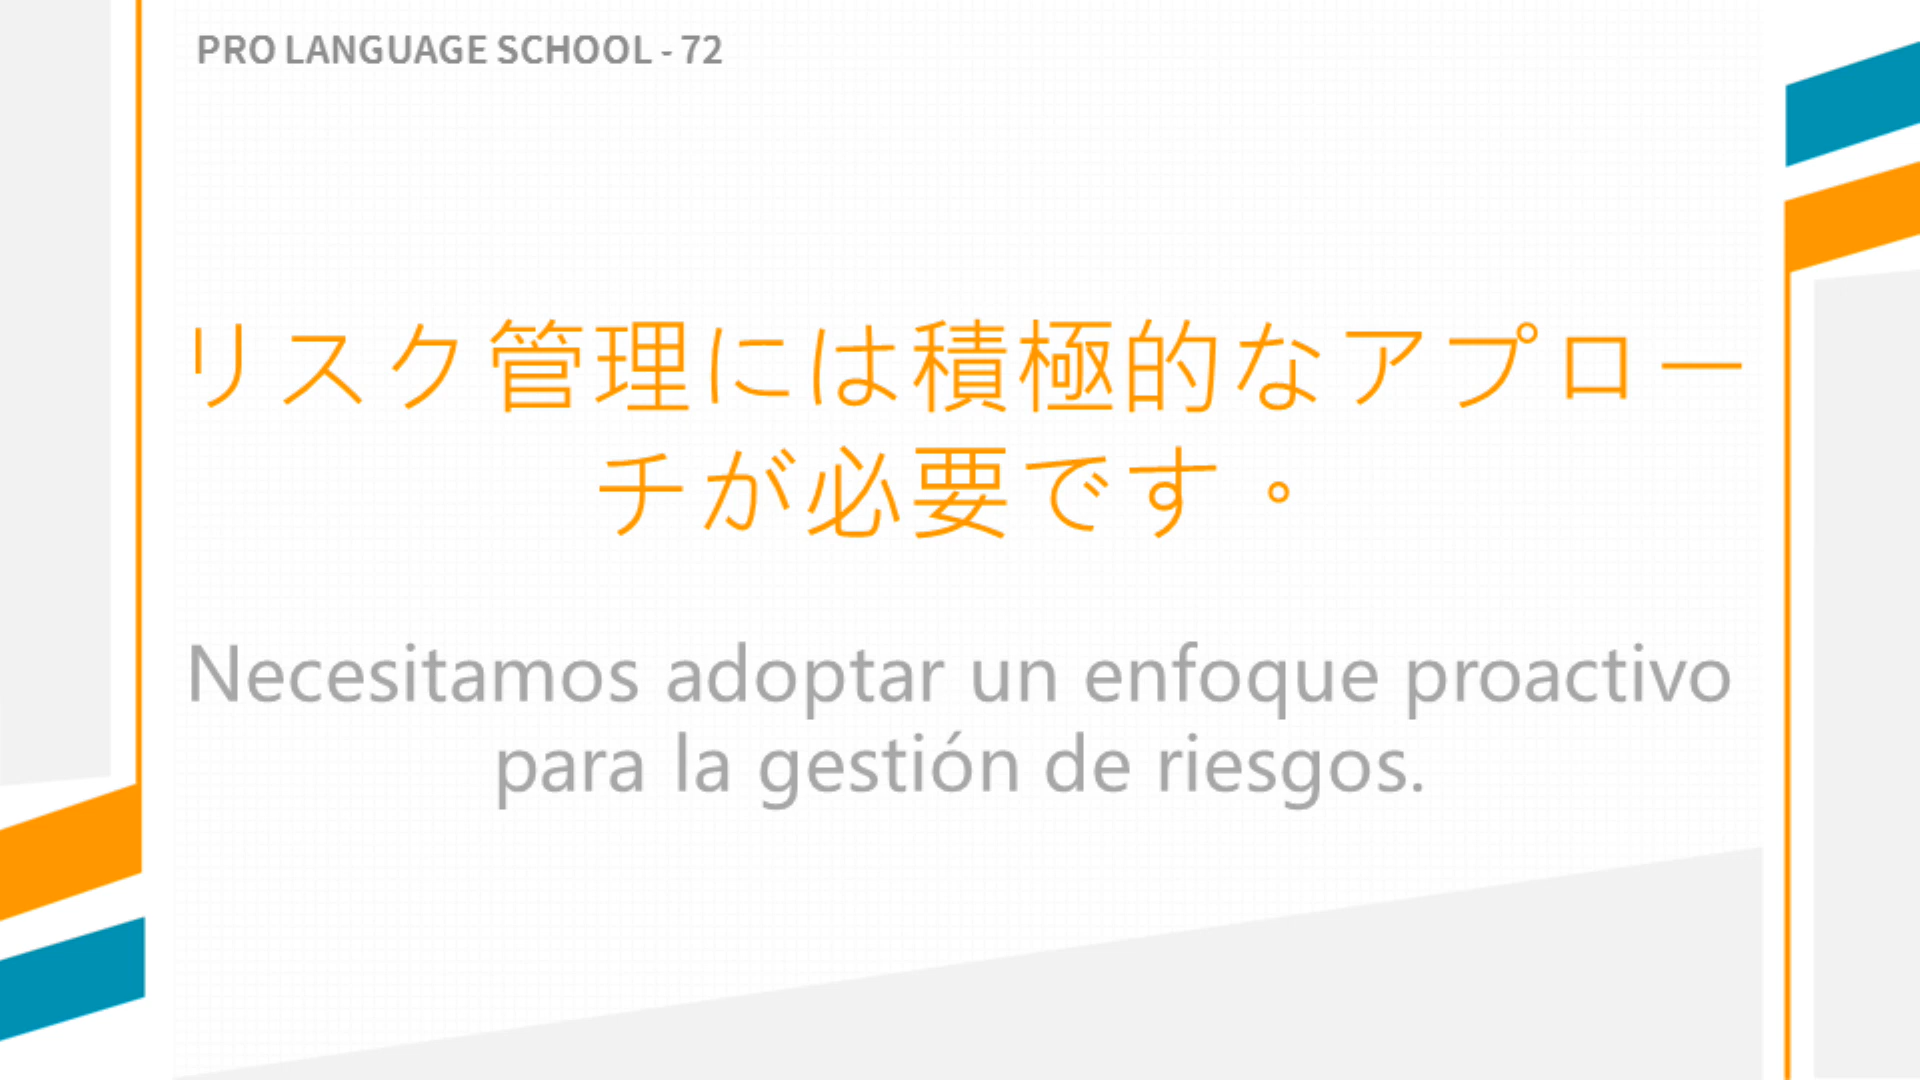 PRO LANGUAGE SCHOOL - 72
リスク管理には積極的なアプロー
チが必要です。
Necesitamos adoptar un enfoque proactivo
para la gestión de riesgos.